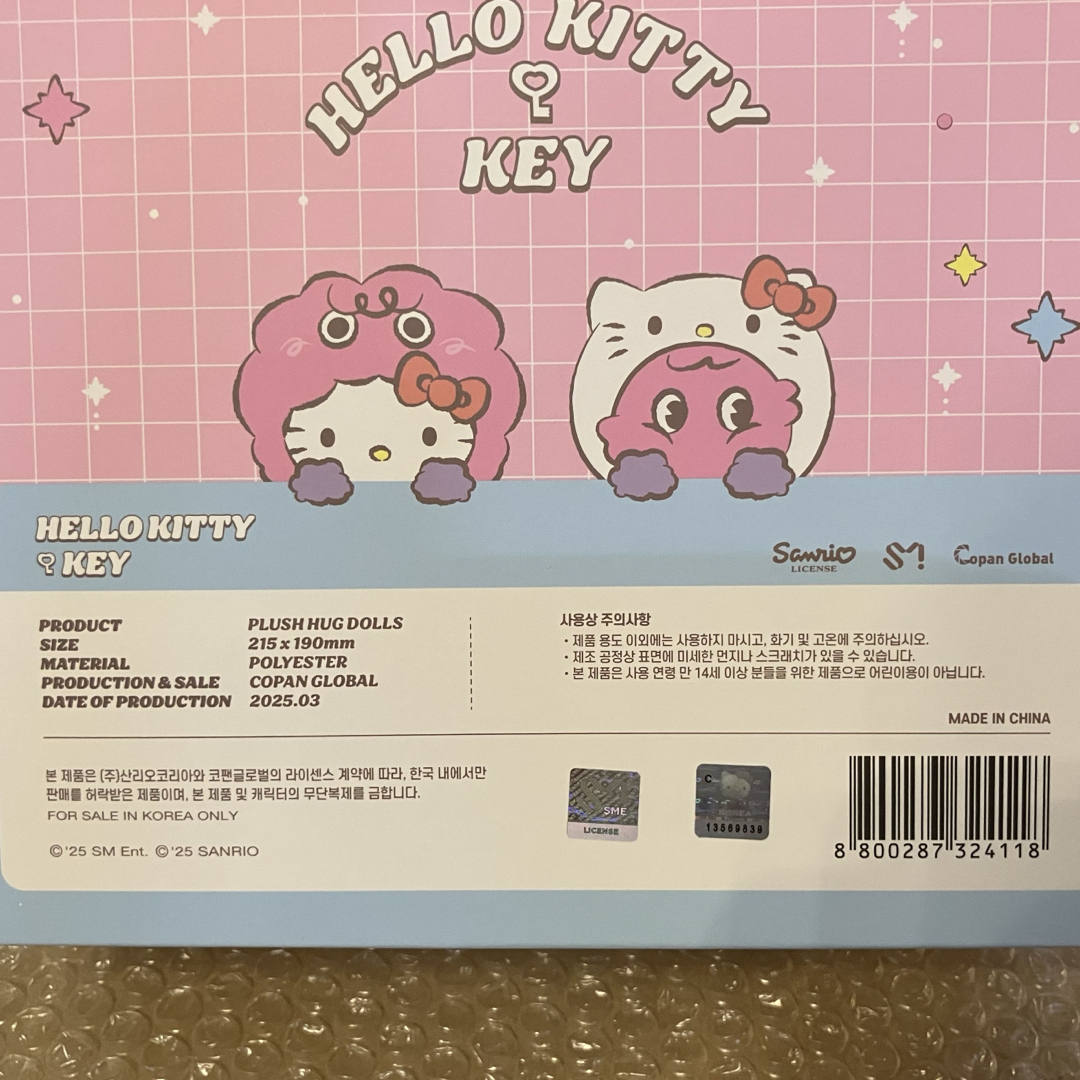 HELLO KITTY
KEY
HELLO KITTY
KEY
Sanrio
LICENSE
SM!
Copan Global
PRODUCT PLUSH HUG DOLLS
SIZE 215 x 190mm
MATERIAL POLYESTER
PRODUCTION & SALE COPAN GLOBAL
DATE OF PRODUCTION 2025.03
사용상 주의사항
· 제품 용도 이외에는 사용하지 마시고, 화기 및 고온에 주의하십시오.
· 제조 공정상 표면에 미세한 먼지나 스크래치가 있을 수 있습니다.
· 본 제품은 사용 연령 만 14세 이상 분들을 위한 제품으로 어린이용이 아닙니다.
MADE IN CHINA
본 제품은 (주)산리오코리아와 코팬글로벌의 라이센스 계약에 따라, 한국 내에서만
판매를 허락받은 제품이며, 본 제품 및 캐릭터의 무단복제를 금합니다.
FOR SALE IN KOREA ONLY
©'25 SM Ent. ©'25 SANRIO
SME
LICENSE
C
KOREA
13569839
8 800287 324118